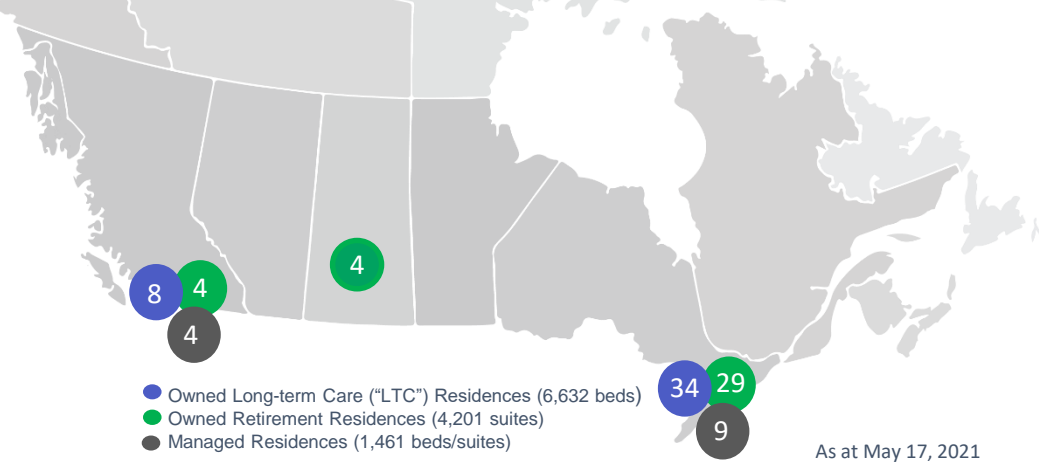 4
8
4
4
34
29
9
Owned Long-term Care (“LTC”) Residences (6,632 beds)
Owned Retirement Residences (4,201 suites)
Managed Residences (1,461 beds/suites)
As at May 17, 2021